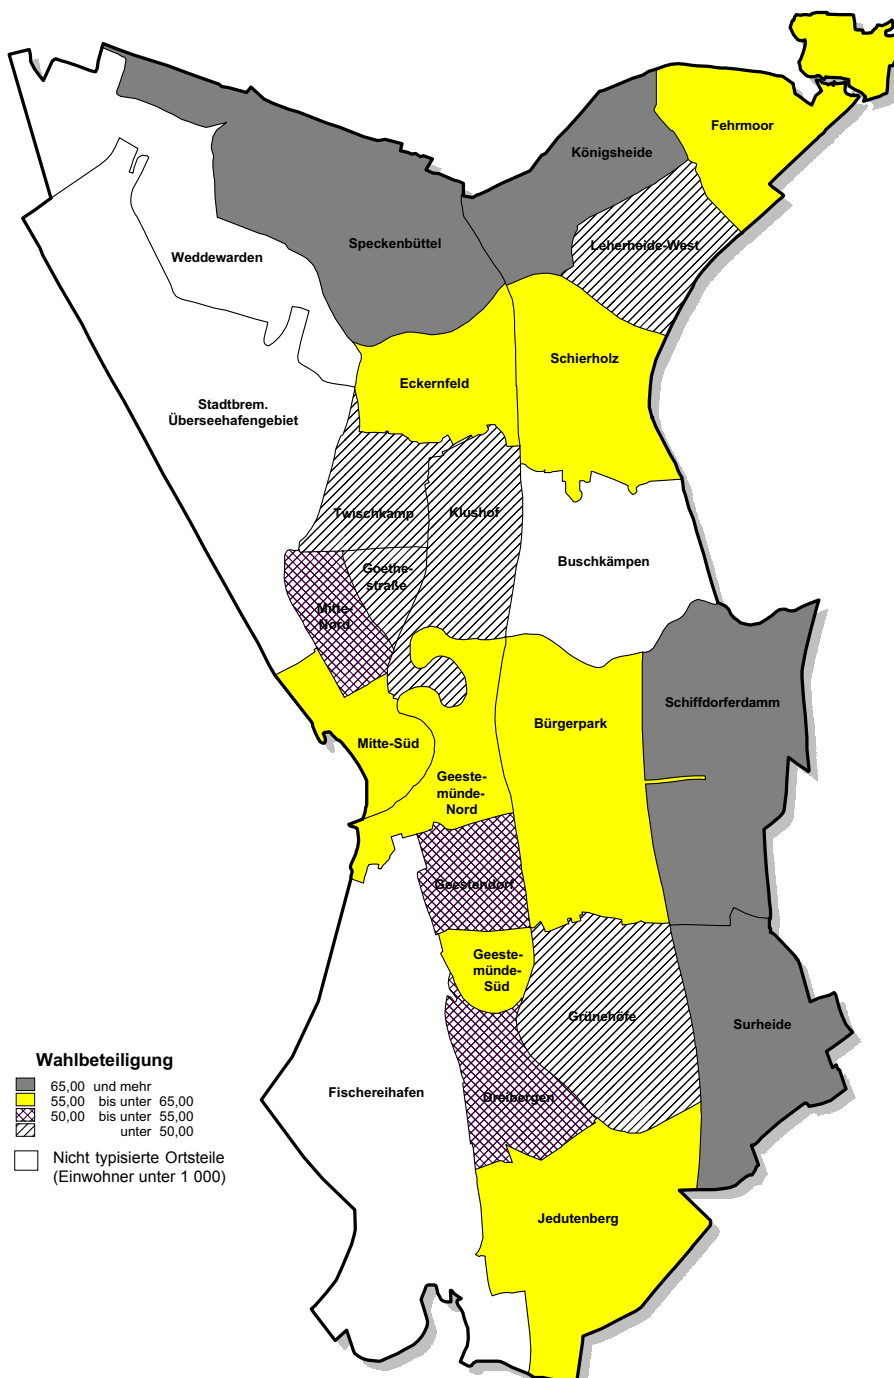 Fehrmoor
Königsheide
Leherheide-West
Speckenbüttel
Weddewarden
Schierholz
Eckernfeld
Stadtbrem.
Überseehafengebiet
Twischkamp
Klushof
Buschkämpen
Goethe-
straße
Mitte-
Nord
Schiffdorferdamm
Bürgerpark
Mitte-Süd
Geeste-
münde-
Nord
Geestendorf
Geeste-
münde-
Süd
Grünehöfe
Surheide
Fischereihafen
Dreibergen
Jedutenberg
Wahlbeteiligung
65,00 und mehr
55,00 bis unter 65,00
50,00 bis unter 55,00
unter 50,00
Nicht typisierte Ortsteile
(Einwohner unter 1 000)